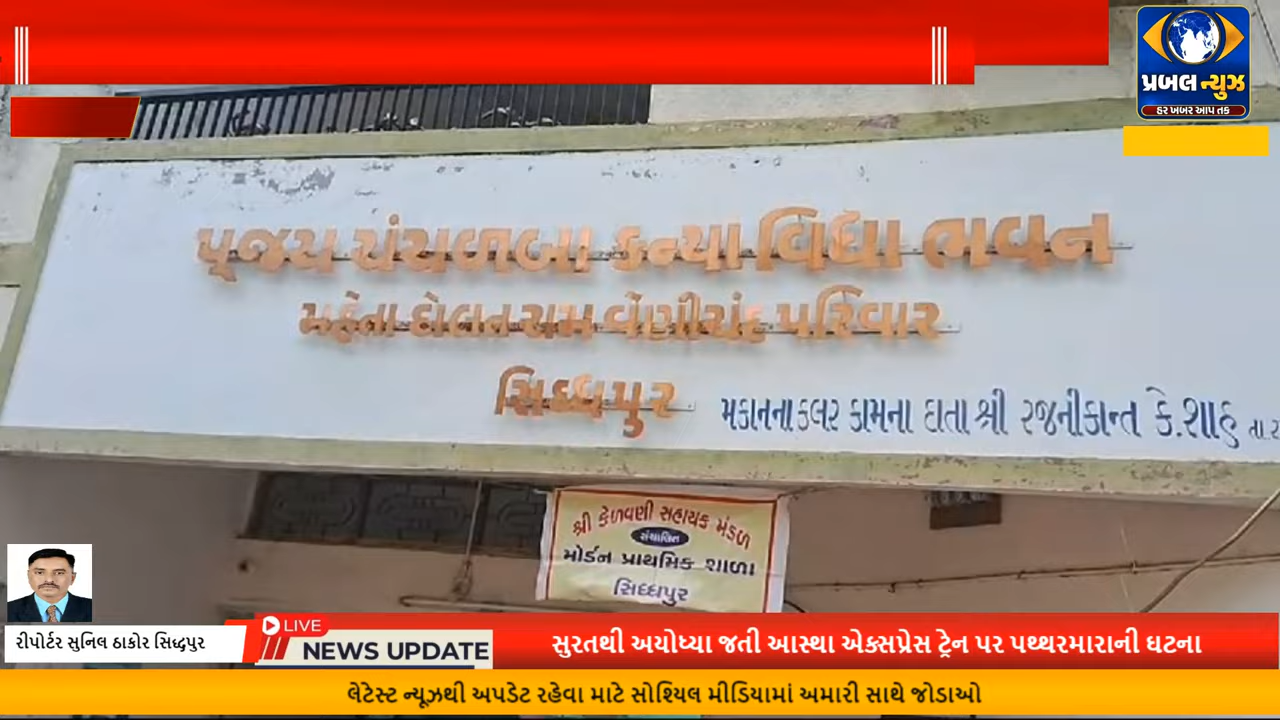 પ્રબલ ન્યુઝ
હર ખબર આપ તક
પૂજય ચંચળબા કન્યા વિધા ભવન
મહેતા દોલત રામ વેણીચંદ પરિવાર
સિધ્ધપુર
મકાનના કલર કામના દાતા શ્રી રજનીકાન્ત કે. શાહ તા.
શ્રી કેળવણી સહાયક મંડળ
સંચાલિત
મોર્ડન પ્રાથમિક શાળા
સિધ્ધપુર
LIVE
NEWS UPDATE
સુરતથી અયોધ્યા જતી આસ્થા એક્સપ્રેસ ટ્રેન પર પથ્થરમારાની ઘટના
રીપોર્ટર સુનિલ ઠાકોર સિધ્ધપુર
લેટેસ્ટ ન્યૂઝથી અપડેટ રહેવા માટે સોશ્યિલ મીડિયામાં અમારી સાથે જોડાઓ